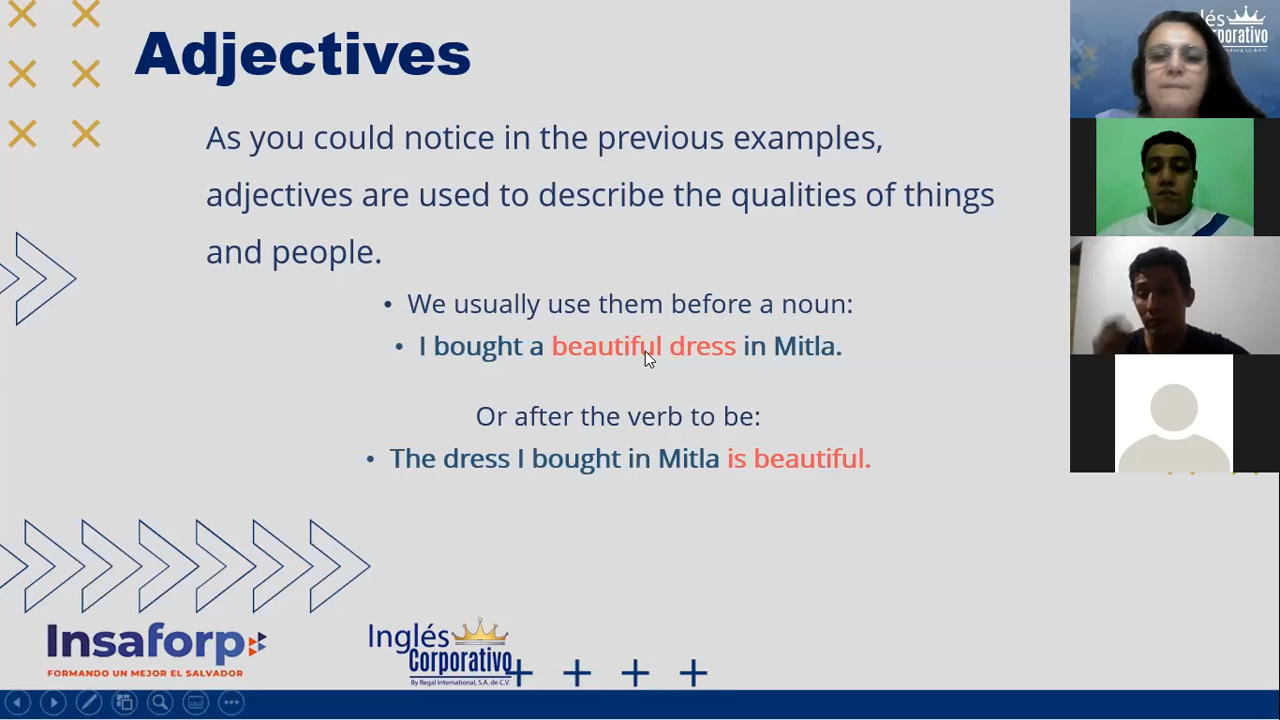 Adjectives
As you could notice in the previous examples,
adjectives are used to describe the qualities of things
and people.
• We usually use them before a noun:
• I bought a beautiful dress in Mitla.
Or after the verb to be:
• The dress I bought in Mitla is beautiful.
Insaforp
FORMANDO UN MEJOR EL SALVADOR
Inglés
Corporativo
By Regal International, S.A. de C.V.